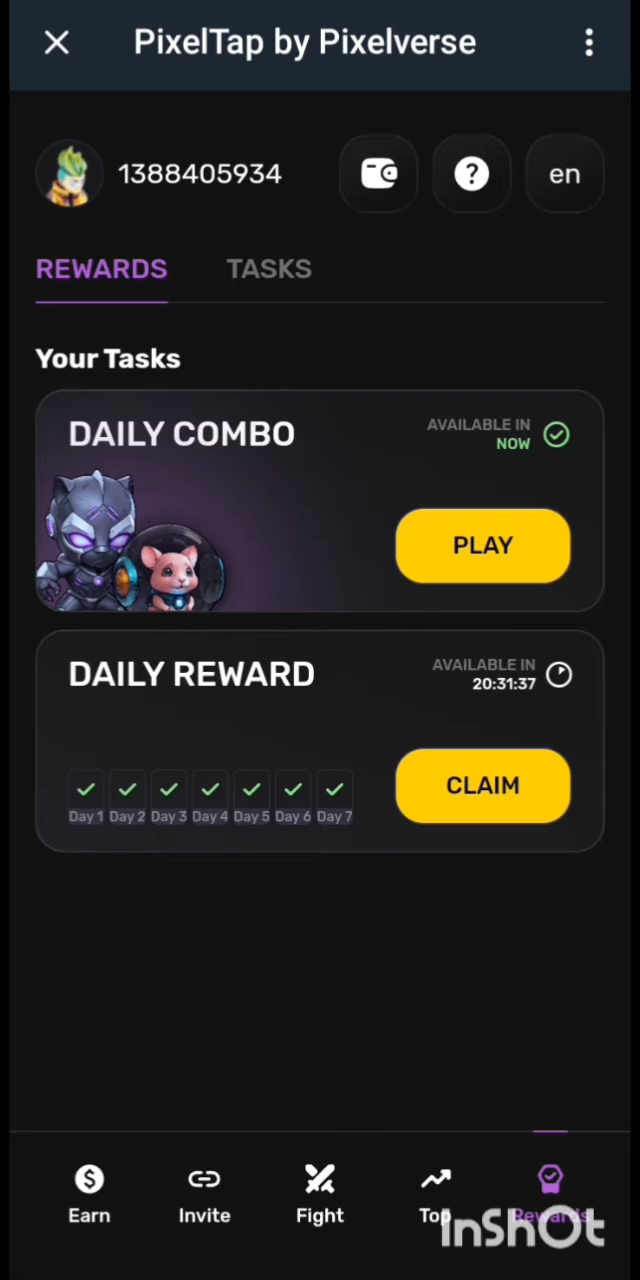 PixelTap by Pixelverse
1388405934
en
REWARDS
TASKS
Your Tasks
DAILY COMBO
AVAILABLE IN
NOW
PLAY
DAILY REWARD
AVAILABLE IN
20:31:37
Day 1 Day 2 Day 3 Day 4 Day 5 Day 6 Day 7
CLAIM
Earn
Invite
Fight
Top
Rewards
InShOt